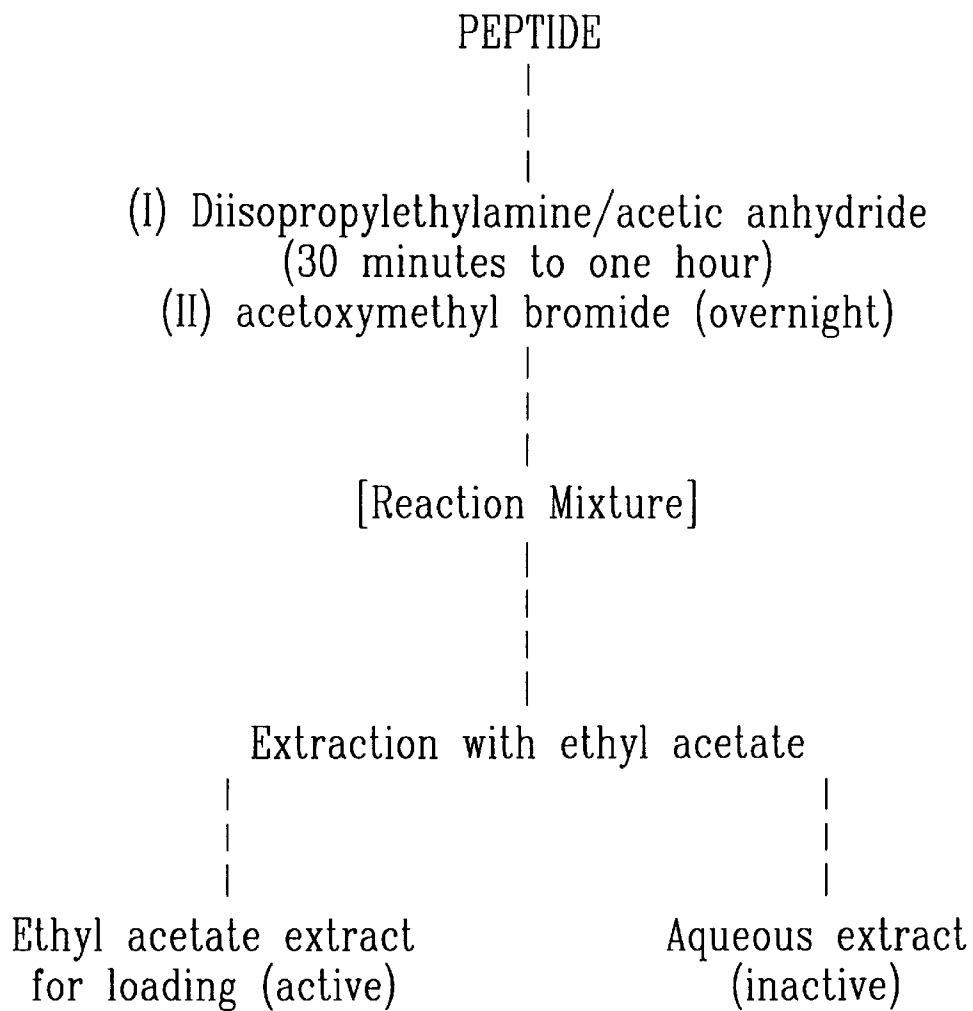 PEPTIDE
(I) Diisopropylethylamine/acetic anhydride
(30 minutes to one hour)
(II) acetoxymethyl bromide (overnight)
[Reaction Mixture]
Extraction with ethyl acetate
Ethyl acetate extract
for loading (active)
Aqueous extract
(inactive)